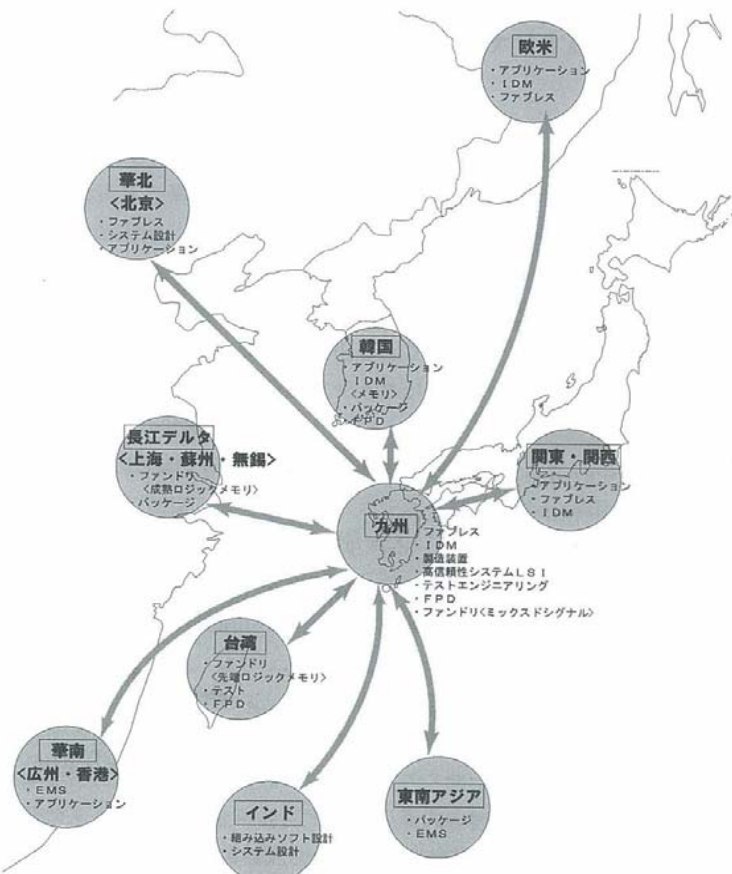 欧米
・アプリケーション
・ＩＤＭ
・ファブレス
華北
<北京>
・ファブレス
・システム設計
・アプリケーション
韓国
・アプリケーション
ＩＤＭ
<メモリ>
・パッケージ
・ＦＰＤ
長江デルタ
<上海・蘇州・無錫>
・ファンドリ
<成熟ロジックメモリ>
パッケージ
関東・関西
・アプリケーション
・ファブレス
・ＩＤＭ
九州
・ファブレス
・ＩＤＭ
・製造装置
・高信頼性システムＬＳＩ
・テストエンジニアリング
・ＦＰＤ
・ファンドリ<ミックスドシグナル>
台湾
・ファンドリ
<先端ロジックメモリ>
・テスト
・ＦＰＤ
華南
<広州・香港>
・EMS
・アプリケーション
インド
・組み込みソフト設計
・システム設計
東南アジア
・パッケージ
・EMS